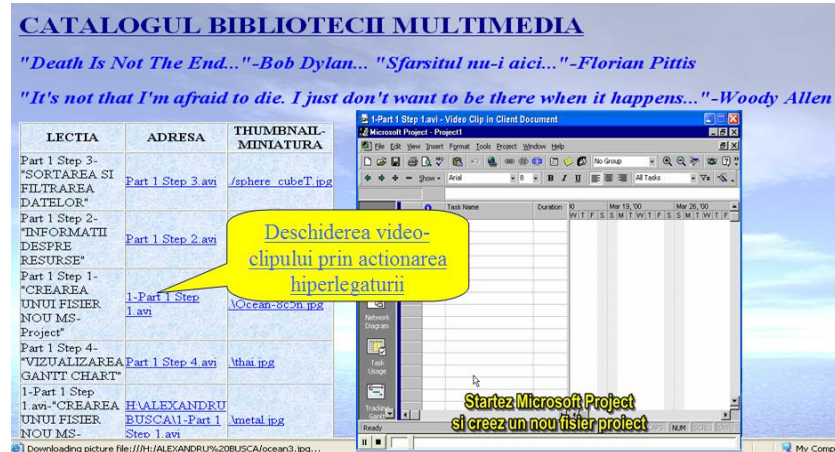 CATALOGUL BIBLIOTECII MULTIMEDIA
"Death Is Not The End..."-Bob Dylan... "Sfarsitul nu-i aici..."-Florian Pittis
"It's not that I'm afraid to die. I just don't want to be there when it happens..."-Woody Allen
LECTIA ADRESA THUMBNAIL-
MINIATURA
Part 1 Step 3-
"SORTAREA SI
FILTRAREA
DATELOR"
Part 1 Step 3.avi
./sphere_cubeT.jpg
Part 1 Step 2-
"INFORMATII
DESPRE
RESURSE"
Part 1 Step 2.avi
Part 1 Step 1-
"CREAREA
UNUI FISIER
NOU MS-
Project"
1-Part 1 Step
1.avi
.\Ocean-8c5n.jpg
Part 1 Step 4-
"VIZUALIZAREA
GANTT CHART"
Part 1 Step 4.avi
.\thai.jpg
1-Part 1 Step
1.avi-"CREAREA
UNUI FISIER
NOU MS-
H:\ALEXANDRU
BUSCA\1-Part 1
Step 1.avi
.\metal.jpg
Deschiderea video-
clipului prin actionarea
hiperlegaturii
1-Part 1 Step 1.avi - Video Clip in Client Document
Microsoft Project - Project1
File Edit View Insert Format Tools Project Window Help
No Group
Show Arial 8 B I U All Tasks
Task Name Duration Mar 19, '00 Mar 26, '00
W T F S S M T W T F S S M T W T F
Network
Diagram
Task
Usage
Tracking
Gantt
Startez Microsoft Project
si creez un nou fisier proiect
Ready CAPS NUM SCRL OVR
Downloading picture file:///H:/ALEXANDRU%20BUSCA/ocean3.jpg...
My Comp